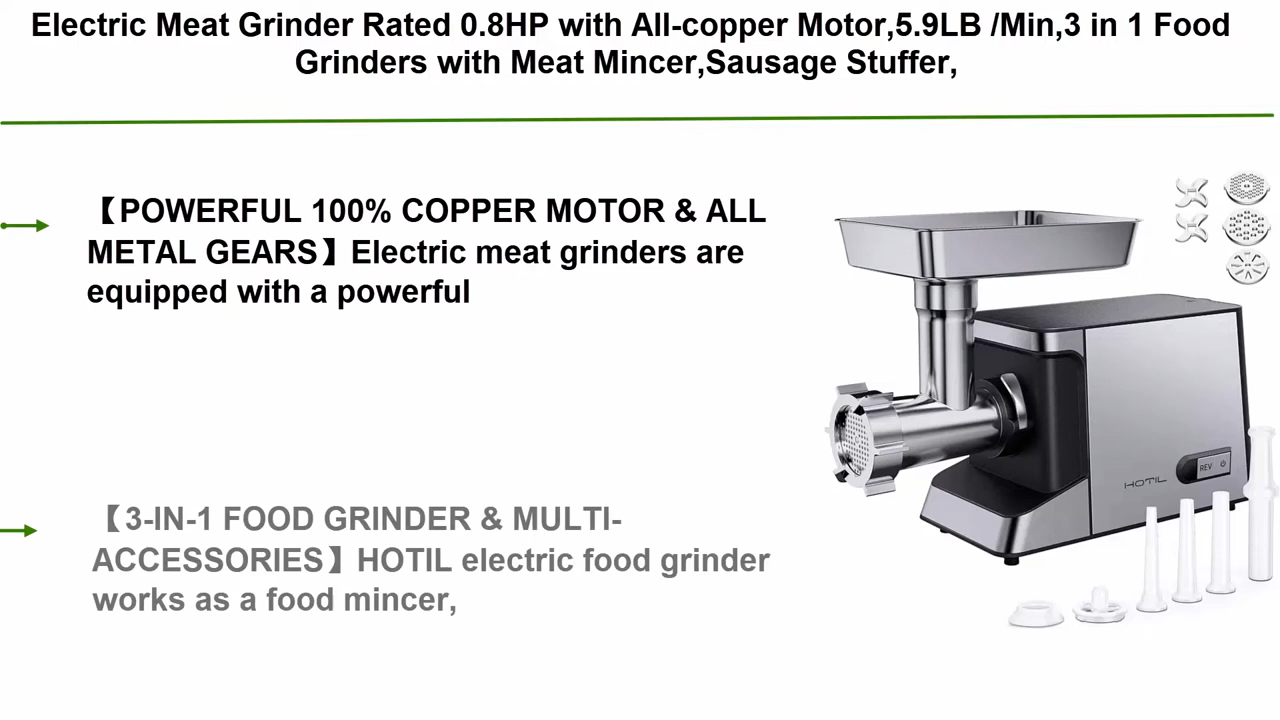 Electric Meat Grinder Rated 0.8HP with All-copper Motor,5.9LB /Min,3 in 1 Food
Grinders with Meat Mincer,Sausage Stuffer,
【POWERFUL 100% COPPER MOTOR & ALL
METAL GEARS】Electric meat grinders are
equipped with a powerful
【3-IN-1 FOOD GRINDER & MULTI-
ACCESSORIES】HOTIL electric food grinder
works as a food mincer,
HOTIL
REV